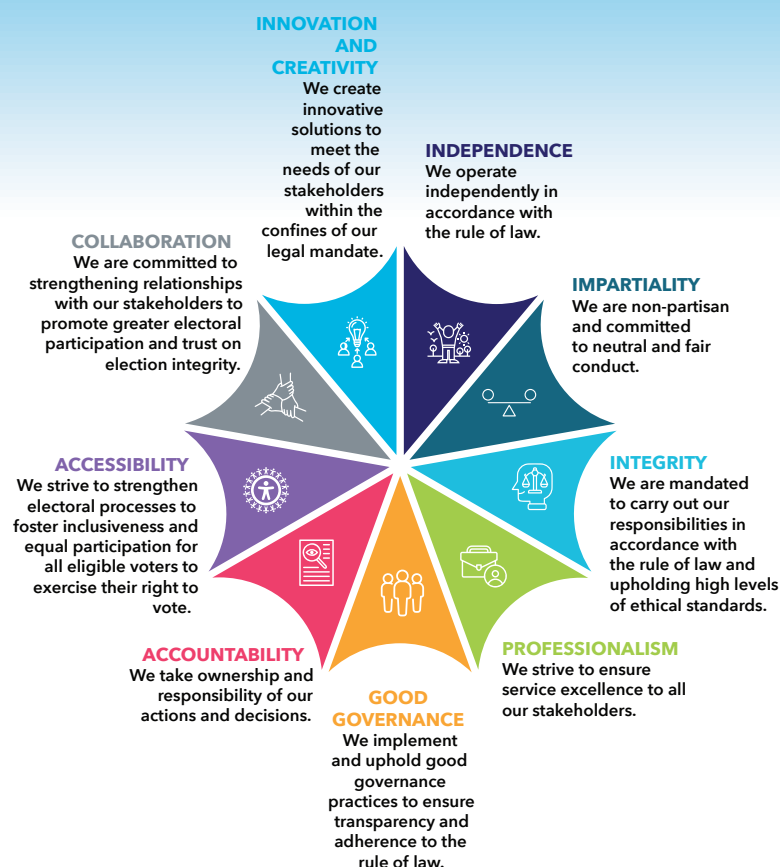 INNOVATION
AND
CREATIVITY
We create
innovative
solutions to
meet the
needs of our
stakeholders
within the
confines of our
legal mandate.
INDEPENDENCE
We operate
independently in
accordance with
the rule of law.
IMPARTIALITY
We are non-partisan
and committed
to neutral and fair
conduct.
INTEGRITY
We are mandated
to carry out our
responsibilities in
accordance with
the rule of law and
upholding high levels
of ethical standards.
PROFESSIONALISM
We strive to ensure
service excellence to all
our stakeholders.
GOOD
GOVERNANCE
We implement
and uphold good
governance
practices to ensure
transparency and
adherence to the
rule of law.
ACCOUNTABILITY
We take ownership and
responsibility of our
actions and decisions.
ACCESSIBILITY
We strive to strengthen
electoral processes to
foster inclusiveness and
equal participation for
all eligible voters to
exercise their right to
vote.
COLLABORATION
We are committed to
strengthening relationships
with our stakeholders to
promote greater electoral
participation and trust on
election integrity.